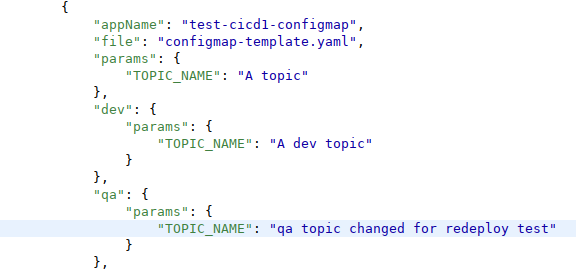 {
"appName": "test-cicd1-configmap",
"file": "configmap-template.yaml",
"params": {
"TOPIC_NAME": "A topic"
},
"dev": {
"params": {
"TOPIC_NAME": "A dev topic"
}
},
"qa": {
"params": {
"TOPIC_NAME": "qa topic changed for redeploy test"
}
},